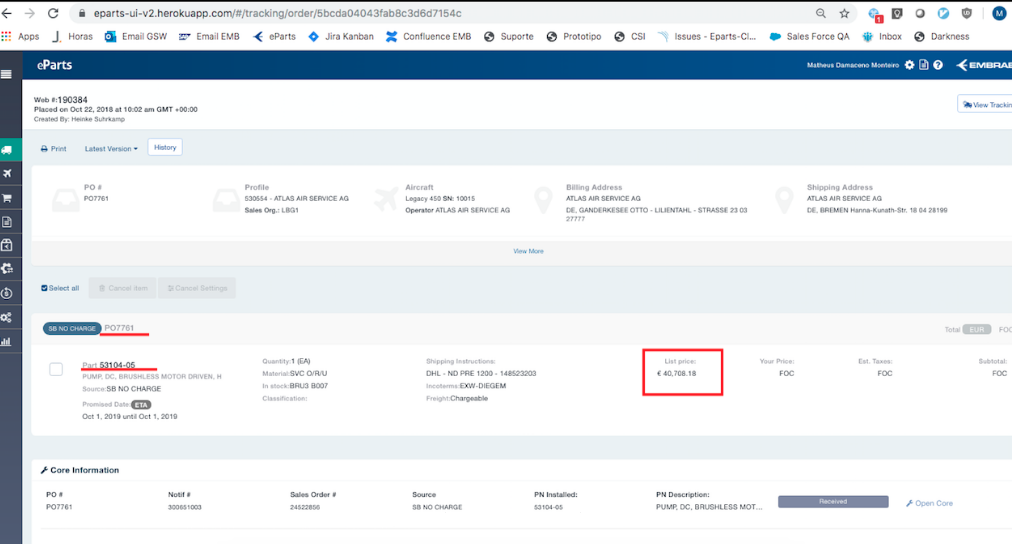 eparts-ui-v2.herokuapp.com/#/tracking/order/5bcda04043fab8c3d6d7154c
1
M
Apps Horas Email GSW Email EMB eParts Jira Kanban Confluence EMB Suporte Prototipo CSI Issues - Eparts-Cl... Sales Force QA Inbox Darkness
eParts
Matheus Damaceno Monteiro
EMBRAE
Web #:190384
Placed on Oct 22, 2018 at 10:02 am GMT +00:00
Created By: Heinke Suhrkamp
View Trackin
Print Latest Version History
PO # Profile Aircraft Billing Address Shipping Address
PO7761 530554 - ATLAS AIR SERVICE AG Legacy 450 SN: 10015 ATLAS AIR SERVICE AG ATLAS AIR SERVICE AG
Sales Org.: LBG1 Operator ATLAS AIR SERVICE AG DE, GANDERKESEE OTTO - LILIENTAHL - STRASSE 23 03 DE, BREMEN Hanna-Kunath-Str. 18 04 28199
27777
View More
Select all Cancel Item Cancel Settings
SB NO CHARGE PO7761 Total EUR FOC
Part 53104-05 Quantity:1 (EA) Shipping Instructions: List price: Your Price: Est. Taxes: Subtotal:
PUMP, DC, BRUSHLESS MOTOR DRIVEN, H Material:SVC O/R/U DHL - ND PRE 1200 - 148523203 € 40,708.18 FOC FOC FOC
Source:SB NO CHARGE In stock:BRU3 B007 Incoterms:EXW-DIEGEM
Promised Date: ETA Classification: Freight:Chargeable
Oct 1, 2019 until Oct 1, 2019
Core Information
PO # Notif # Sales Order # Source PN Installed: PN Description:
PO7761 300651003 24522856 SB NO CHARGE 53104-05 PUMP, DC, BRUSHLESS MOT... Received Open Core